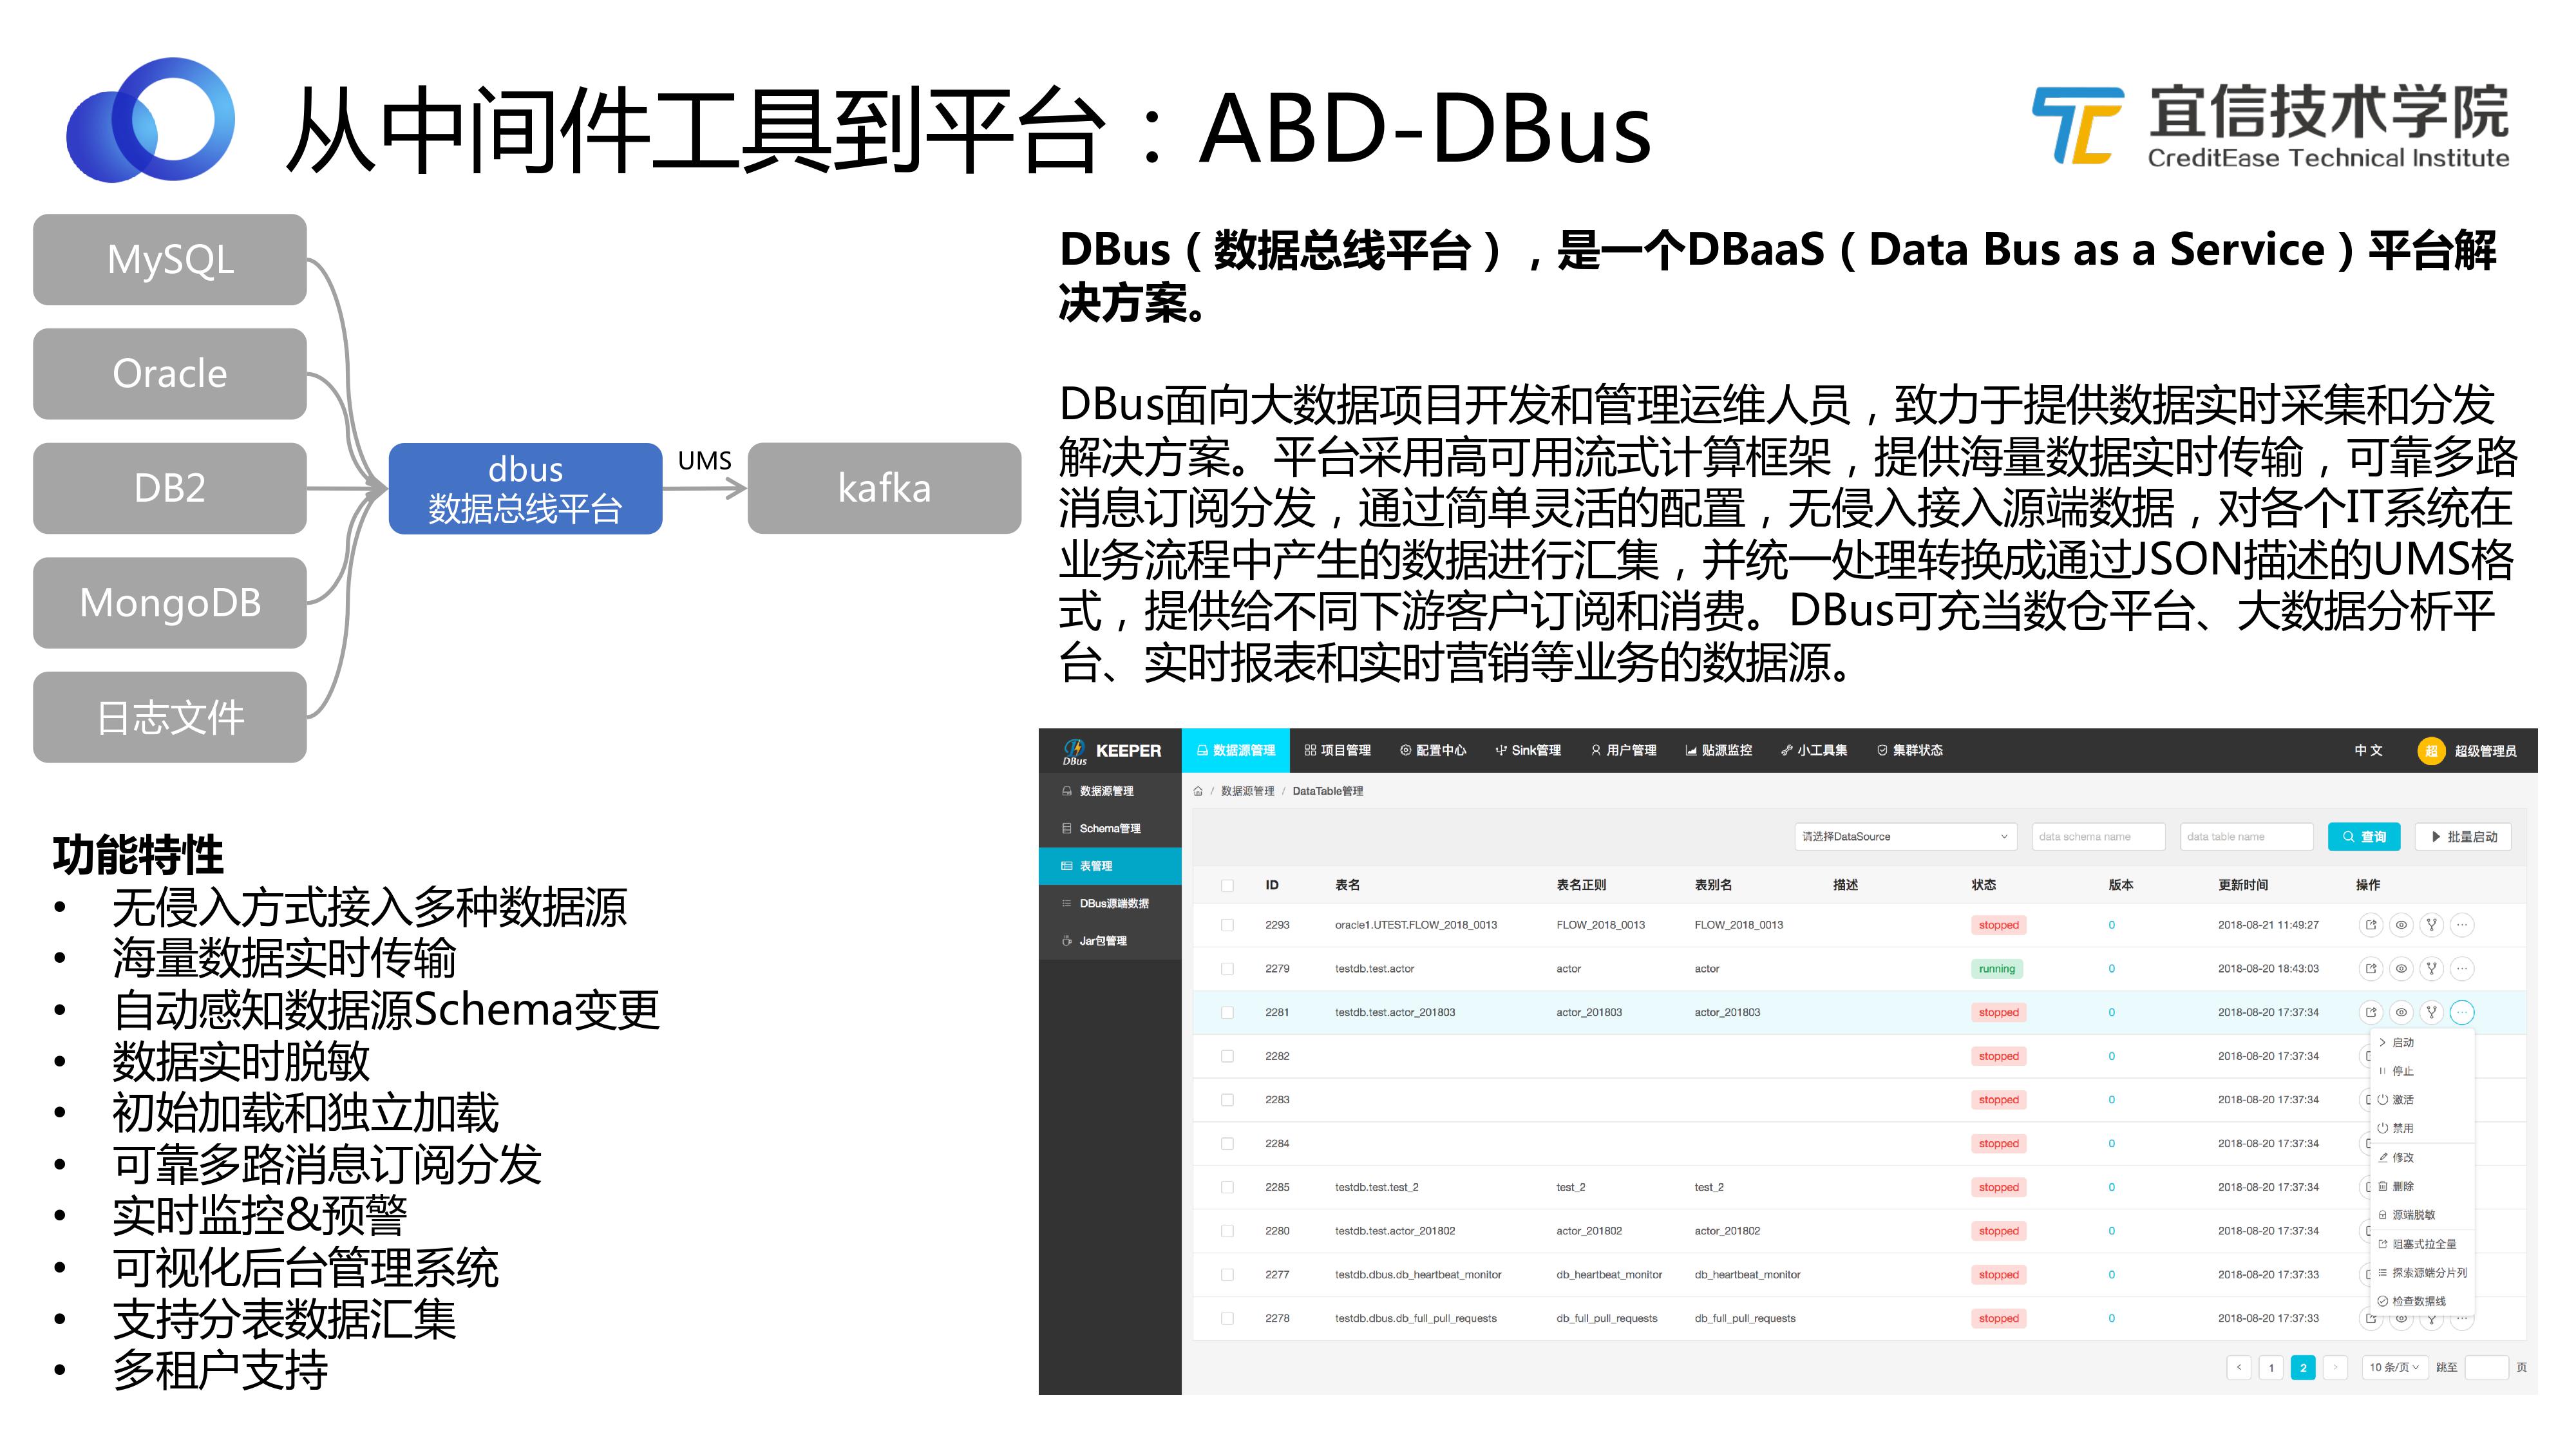 从中间件工具到平台：ABD-DBus
宜信技术学院
CreditEase Technical Institute
MySQL
Oracle
DB2
MongoDB
日志文件
dbus
数据总线平台
UMS
kafka
DBus（数据总线平台），是一个DBaaS（Data Bus as a Service）平台解
决方案。
DBus面向大数据项目开发和管理运维人员，致力于提供数据实时采集和分发
解决方案。平台采用高可用流式计算框架，提供海量数据实时传输，可靠多路
消息订阅分发，通过简单灵活的配置，无侵入接入源端数据，对各个IT系统在
业务流程中产生的数据进行汇集，并统一处理转换成通过JSON描述的UMS格
式，提供给不同下游客户订阅和消费。DBus可充当数仓平台、大数据分析平
台、实时报表和实时营销等业务的数据源。
功能特性
• 无侵入方式接入多种数据源
• 海量数据实时传输
• 自动感知数据源Schema变更
• 数据实时脱敏
• 初始加载和独立加载
• 可靠多路消息订阅分发
• 实时监控&预警
• 可视化后台管理系统
• 支持分表数据汇集
• 多租户支持
DBus KEEPER 数据源管理 项目管理 配置中心 Sink管理 用户管理 贴源监控 小工具集 集群状态 中文 超 超级管理员
数据源管理
Schema管理
表管理
DBus源端数据
Jar包管理
/ 数据源管理 / DataTable管理
请选择DataSource data schema name data table name 查询 批量启动
ID 表名 表名正则 表别名 描述 状态 版本 更新时间 操作
2293 oracle1.UTEST.FLOW_2018_0013 FLOW_2018_0013 FLOW_2018_0013 stopped 0 2018-08-21 11:49:27
2279 testdb.test.actor actor actor running 0 2018-08-20 18:43:03
2281 testdb.test.actor_201803 actor_201803 actor_201803 stopped 0 2018-08-20 17:37:34
2282 stopped 0 2018-08-20 17:37:34
2283 stopped 0 2018-08-20 17:37:34
2284 stopped 0 2018-08-20 17:37:34
2285 testdb.test.test_2 test_2 test_2 stopped 0 2018-08-20 17:37:34
2280 testdb.test.actor_201802 actor_201802 actor_201802 stopped 0 2018-08-20 17:37:34
2277 testdb.dbus.db_heartbeat_monitor db_heartbeat_monitor db_heartbeat_monitor stopped 0 2018-08-20 17:37:33
2278 testdb.dbus.db_full_pull_requests db_full_pull_requests db_full_pull_requests stopped 0 2018-08-20 17:37:33
启动
停止
激活
禁用
修改
删除
源端脱敏
阻塞式拉全量
探索源端分片列
检查数据线
< 1 2 > 10 条/页 跳至 页